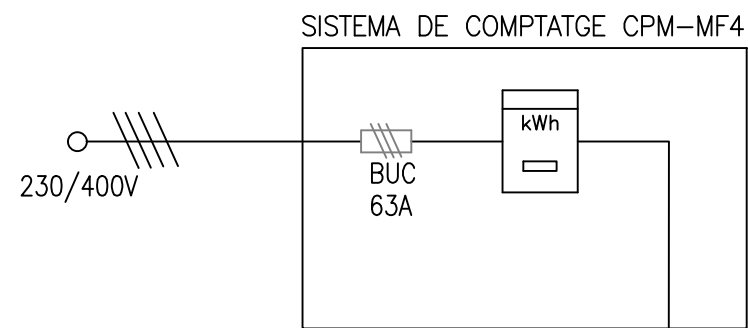 SISTEMA DE COMPTATGE CPM-MF4
kWh
230/400V
BUC
63A